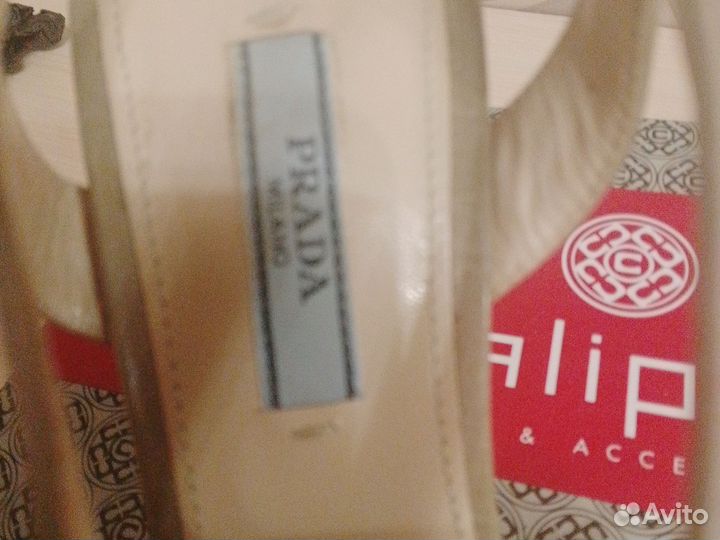 PRADA
MILANO
U
alip
& ACCE
Avito